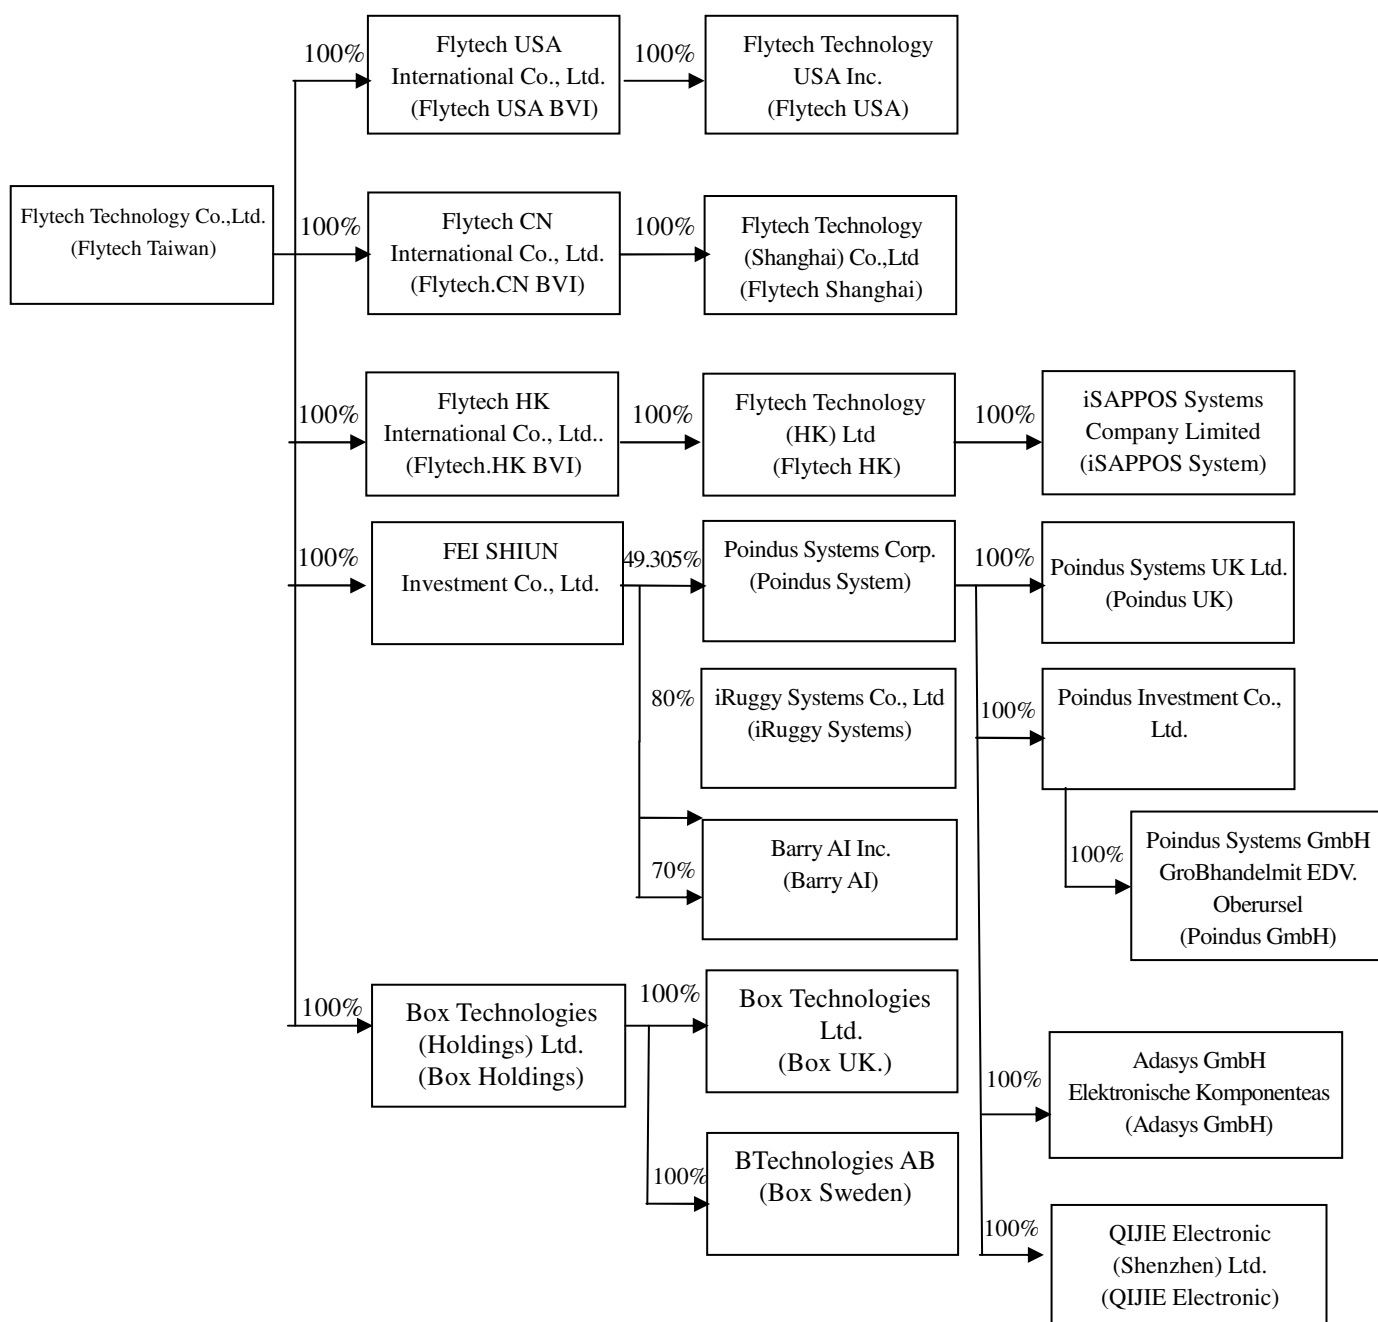 100%
Flytech USA
International Co., Ltd.
(Flytech USA BVI)
100%
Flytech Technology
USA Inc.
(Flytech USA)
Flytech Technology Co.,Ltd.
(Flytech Taiwan)
100%
Flytech CN
International Co., Ltd.
(Flytech.CN BVI)
100%
Flytech Technology
(Shanghai) Co.,Ltd
(Flytech Shanghai)
100%
Flytech HK
International Co., Ltd..
(Flytech.HK BVI)
100%
Flytech Technology
(HK) Ltd
(Flytech HK)
100%
iSAPPOS Systems
Company Limited
(iSAPPOS System)
100%
FEI SHIUN
Investment Co., Ltd.
49.305%
Poindus Systems Corp.
(Poindus System)
100%
Poindus Systems UK Ltd.
(Poindus UK)
80%
iRuggy Systems Co., Ltd
(iRuggy Systems)
100%
Poindus Investment Co.,
Ltd.
70%
Barry AI Inc.
(Barry AI)
100%
Poindus Systems GmbH
GroBhandelmit EDV.
Oberursel
(Poindus GmbH)
100%
Box Technologies
(Holdings) Ltd.
(Box Holdings)
100%
Box Technologies
Ltd.
(Box UK.)
100%
Adasys GmbH
Elektronische Komponenteas
(Adasys GmbH)
100%
BTechnologies AB
(Box Sweden)
100%
QIJIE Electronic
(Shenzhen) Ltd.
(QIJIE Electronic)